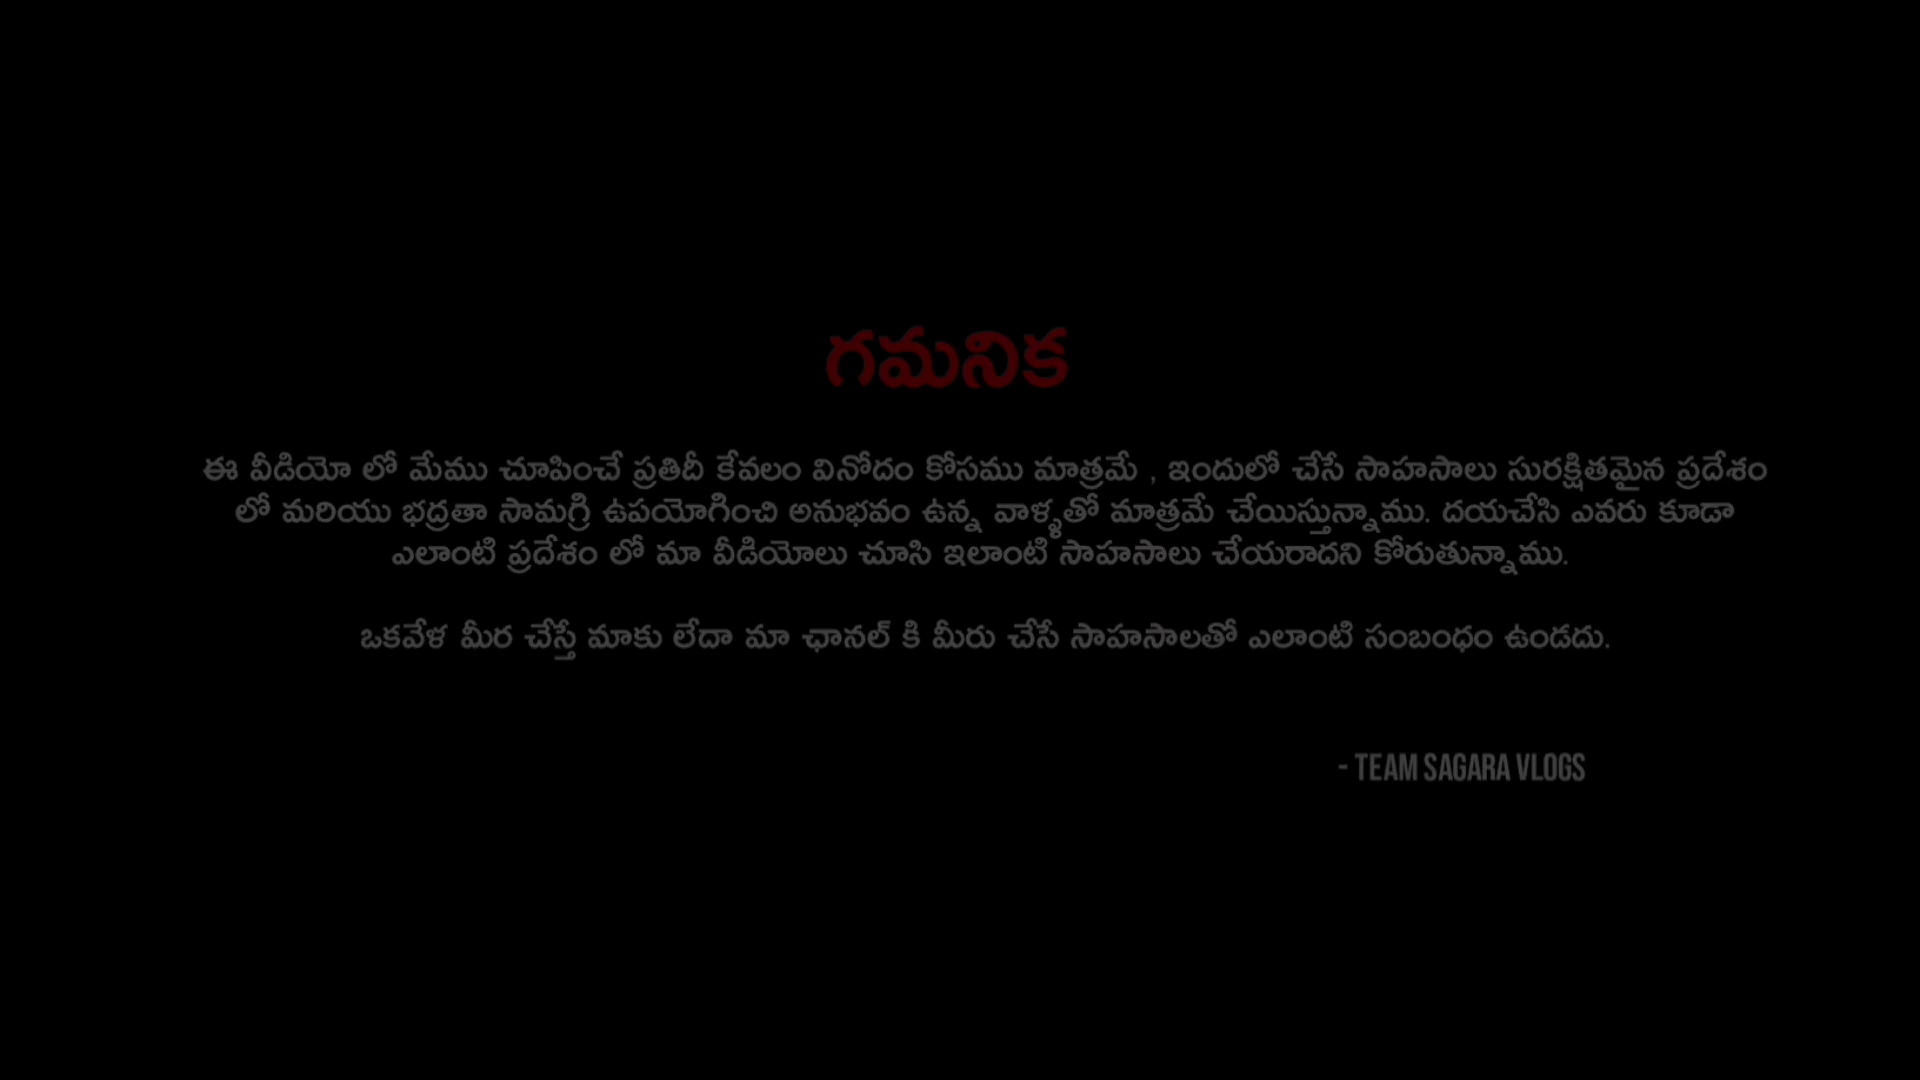 గమనిక
ఈ వీడియో లో మేము చూపించే ప్రతిదీ కేవలం వినోదం కోసము మాత్రమే , ఇందులో చేసే సాహసాలు సురక్షితమైన ప్రదేశం
లో మరియు భద్రతా సామగ్రి ఉపయోగించి అనుభవం ఉన్న వాళ్ళతో మాత్రమే చేయిస్తున్నాము. దయచేసి ఎవరు కూడా
ఎలాంటి ప్రదేశం లో మా వీడియోలు చూసి ఇలాంటి సాహసాలు చేయరాదని కోరుతున్నాము.
ఒకవేళ మీర చేస్తే మాకు లేదా మా ఛానల్ కి మీరు చేసే సాహసాలతో ఎలాంటి సంబంధం ఉండదు.
- TEAM SAGARA VLOGS